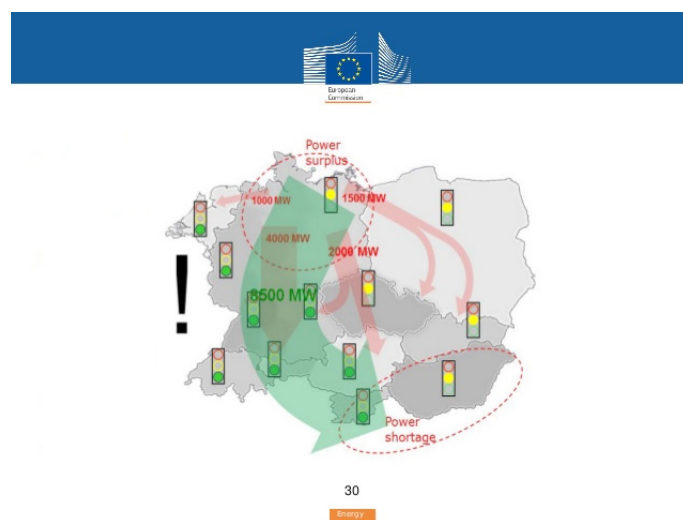 European
Commission
Power
surplus
1000 MW
1500 MW
4000 MW
2000 MW
8500 MW
!
Power
shortage
30
Energy